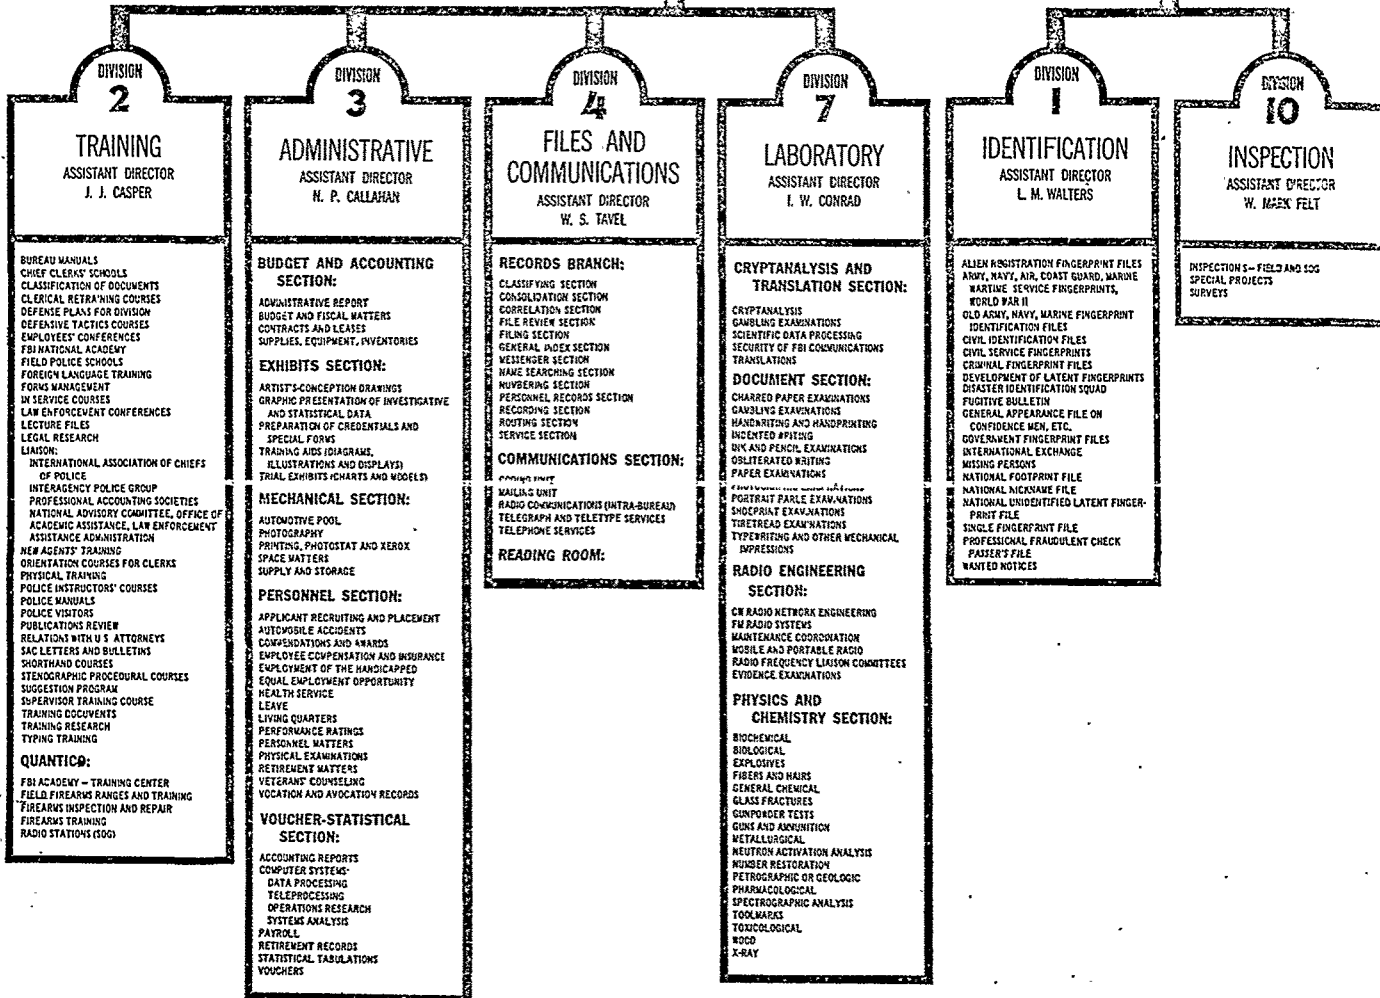 DIVISION
2
TRAINING
ASSISTANT DIRECTOR
J. J. CASPER
BUREAU MANUALS
CHIEF CLERKS' SCHOOLS
CLASSIFICATION OF DOCUMENTS
CLERICAL RETRAINING COURSES
DEFENSE PLANS FOR DIVISION
DEFENSIVE TACTICS COURSES
EMPLOYEES' CONFERENCES
FBI NATIONAL ACADEMY
FIELD POLICE SCHOOLS
FOREIGN LANGUAGE TRAINING
FORMS MANAGEMENT
IN SERVICE COURSES
LAW ENFORCEMENT CONFERENCES
LECTURE FILES
LEGAL RESEARCH
LIAISON:
INTERNATIONAL ASSOCIATION OF CHIEFS
OF POLICE
INTERAGENCY POLICE GROUP
PROFESSIONAL ACCOUNTING SOCIETIES
NATIONAL ADVISORY COMMITTEE, OFFICE OF
ACADEMIC ASSISTANCE, LAW ENFORCEMENT
ASSISTANCE ADMINISTRATION
NEW AGENTS' TRAINING
ORIENTATION COURSES FOR CLERKS
PHYSICAL TRAINING
POLICE INSTRUCTORS' COURSES
POLICE MANUALS
POLICE VISITORS
PUBLICATIONS REVIEW
RELATIONS WITH U S ATTORNEYS
SAC LETTERS AND BULLETINS
SHORTHAND COURSES
STENOGRAPHIC PROCEDURAL COURSES
SUGGESTION PROGRAM
SUPERVISOR TRAINING COURSE
TRAINING DOCUMENTS
TRAINING RESEARCH
TYPING TRAINING
QUANTICO:
FBI ACADEMY – TRAINING CENTER
FIELD FIREARMS RANGES AND TRAINING
FIREARMS INSPECTION AND REPAIR
FIREARMS TRAINING
RADIO STATIONS (SOG)
DIVISION
3
ADMINISTRATIVE
ASSISTANT DIRECTOR
N. P. CALLAHAN
BUDGET AND ACCOUNTING
SECTION:
ADMINISTRATIVE REPORT
BUDGET AND FISCAL MATTERS
CONTRACTS AND LEASES
SUPPLIES, EQUIPMENT, INVENTORIES
EXHIBITS SECTION:
ARTIST'S-CONCEPTION DRAWINGS
GRAPHIC PRESENTATION OF INVESTIGATIVE
AND STATISTICAL DATA
PREPARATION OF CREDENTIALS AND
SPECIAL FORMS
TRAINING AIDS (DIAGRAMS,
ILLUSTRATIONS AND DISPLAYS)
TRIAL EXHIBITS (CHARTS AND MODELS)
MECHANICAL SECTION:
AUTOMOTIVE POOL
PHOTOGRAPHY
PRINTING, PHOTOSTAT AND XEROX
SPACE MATTERS
SUPPLY AND STORAGE
PERSONNEL SECTION:
APPLICANT RECRUITING AND PLACEMENT
AUTOMOBILE ACCIDENTS
COMMENDATIONS AND AWARDS
EMPLOYEE COMPENSATION AND INSURANCE
EMPLOYMENT OF THE HANDICAPPED
EQUAL EMPLOYMENT OPPORTUNITY
HEALTH SERVICE
LEAVE
LIVING QUARTERS
PERFORMANCE RATINGS
PERSONNEL MATTERS
PHYSICAL EXAMINATIONS
RETIREMENT MATTERS
VETERANS' COUNSELING
VOCATION AND AVOCATION RECORDS
VOUCHER-STATISTICAL
SECTION:
ACCOUNTING REPORTS
COMPUTER SYSTEMS:
DATA PROCESSING
TELEPROCESSING
OPERATIONS RESEARCH
SYSTEMS ANALYSIS
PAYROLL
RETIREMENT RECORDS
STATISTICAL TABULATIONS
VOUCHERS
DIVISION
4
FILES AND
COMMUNICATIONS
ASSISTANT DIRECTOR
W. S. TAVEL
RECORDS BRANCH:
CLASSIFYING SECTION
CONSOLIDATION SECTION
CORRELATION SECTION
FILE REVIEW SECTION
FILING SECTION
GENERAL INDEX SECTION
MESSENGER SECTION
NAME SEARCHING SECTION
NUMBERING SECTION
PERSONNEL RECORDS SECTION
RECORDING SECTION
ROUTING SECTION
SERVICE SECTION
COMMUNICATIONS SECTION:
MAILING UNIT
RADIO COMMUNICATIONS (INTRA-BUREAU)
TELEGRAPH AND TELETYPE SERVICES
TELEPHONE SERVICES
READING ROOM:
DIVISION
7
LABORATORY
ASSISTANT DIRECTOR
I. W. CONRAD
CRYPTANALYSIS AND
TRANSLATION SECTION:
CRYPTANALYSIS
GAMBLING EXAMINATIONS
SCIENTIFIC DATA PROCESSING
SECURITY OF FBI COMMUNICATIONS
TRANSLATIONS
DOCUMENT SECTION:
CHARRED PAPER EXAMINATIONS
GAMBLING EXAMINATIONS
HANDWRITING AND HANDPRINTING
INDENTED WRITING
INK AND PENCIL EXAMINATIONS
OBLITERATED WRITING
PAPER EXAMINATIONS
PORTRAIT PARLE EXAMINATIONS
SHOEPRINT EXAMINATIONS
TIRETREAD EXAMINATIONS
TYPEWRITING AND OTHER MECHANICAL
IMPRESSIONS
RADIO ENGINEERING
SECTION:
CW RADIO NETWORK ENGINEERING
FM RADIO SYSTEMS
MAINTENANCE COORDINATION
MOBILE AND PORTABLE RADIO
RADIO FREQUENCY LIAISON COMMITTEES
EVIDENCE EXAMINATIONS
PHYSICS AND
CHEMISTRY SECTION:
BIOCHEMICAL
BIOLOGICAL
EXPLOSIVES
FIBERS AND HAIRS
GENERAL CHEMICAL
GLASS FRACTURES
GUNPOWDER TESTS
GUNS AND AMMUNITION
METALLURGICAL
NEUTRON ACTIVATION ANALYSIS
NUMBER RESTORATION
PETROGRAPHIC OR GEOLOGIC
PHARMACOLOGICAL
SPECTROGRAPHIC ANALYSIS
TOOLMARKS
TOXICOLOGICAL
WOOD
X-RAY
DIVISION
1
IDENTIFICATION
ASSISTANT DIRECTOR
L. M. WALTERS
ALIEN REGISTRATION FINGERPRINT FILES
ARMY, NAVY, AIR, COAST GUARD, MARINE
WARTIME SERVICE FINGERPRINTS,
WORLD WAR II
OLD ARMY, NAVY, MARINE FINGERPRINT
IDENTIFICATION FILES
CIVIL IDENTIFICATION FILES
CIVIL SERVICE FINGERPRINTS
CRIMINAL FINGERPRINT FILES
DEVELOPMENT OF LATENT FINGERPRINTS
DISASTER IDENTIFICATION SQUAD
FUGITIVE BULLETIN
GENERAL APPEARANCE FILE ON
CONFIDENCE MEN, ETC.
GOVERNMENT FINGERPRINT FILES
INTERNATIONAL EXCHANGE
MISSING PERSONS
NATIONAL FOOTPRINT FILE
NATIONAL NICKNAME FILE
NATIONAL UNIDENTIFIED LATENT FINGER-
PRINT FILE
SINGLE FINGERPRINT FILE
PROFESSIONAL FRAUDULENT CHECK
PASSER'S FILE
WANTED NOTICES
DIVISION
10
INSPECTION
ASSISTANT DIRECTOR
W. MARK FELT
INSPECTIONS – FIELD AND SOG
SPECIAL PROJECTS
SURVEYS